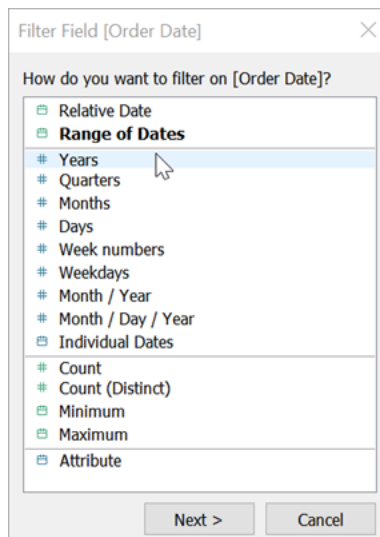 Filter Field [Order Date]
How do you want to filter on [Order Date]?
Relative Date
Range of Dates
Years
Quarters
Months
Days
Week numbers
Weekdays
Month / Year
Month / Day / Year
Individual Dates
Count
Count (Distinct)
Minimum
Maximum
Attribute
Next >
Cancel